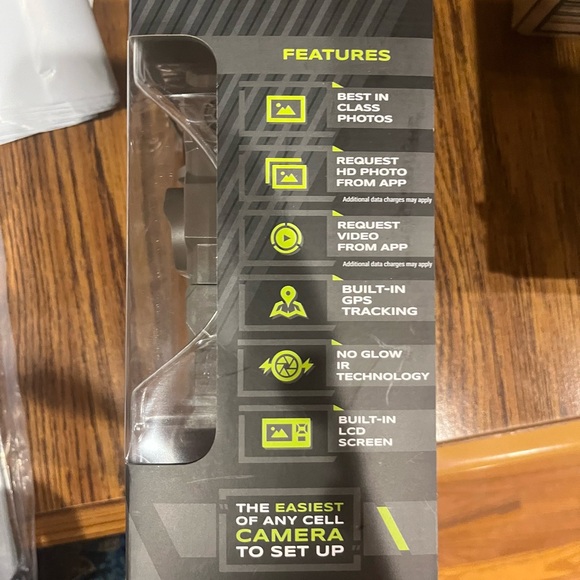 FEATURES
BEST IN
CLASS
PHOTOS
REQUEST
HD PHOTO
FROM APP
Additional data charges may apply
REQUEST
VIDEO
FROM APP
Additional data charges may apply
BUILT-IN
GPS
TRACKING
NO GLOW
IR
TECHNOLOGY
BUILT-IN
LCD
SCREEN
THE EASIEST
OF ANY CELL
CAMERA
TO SET UP